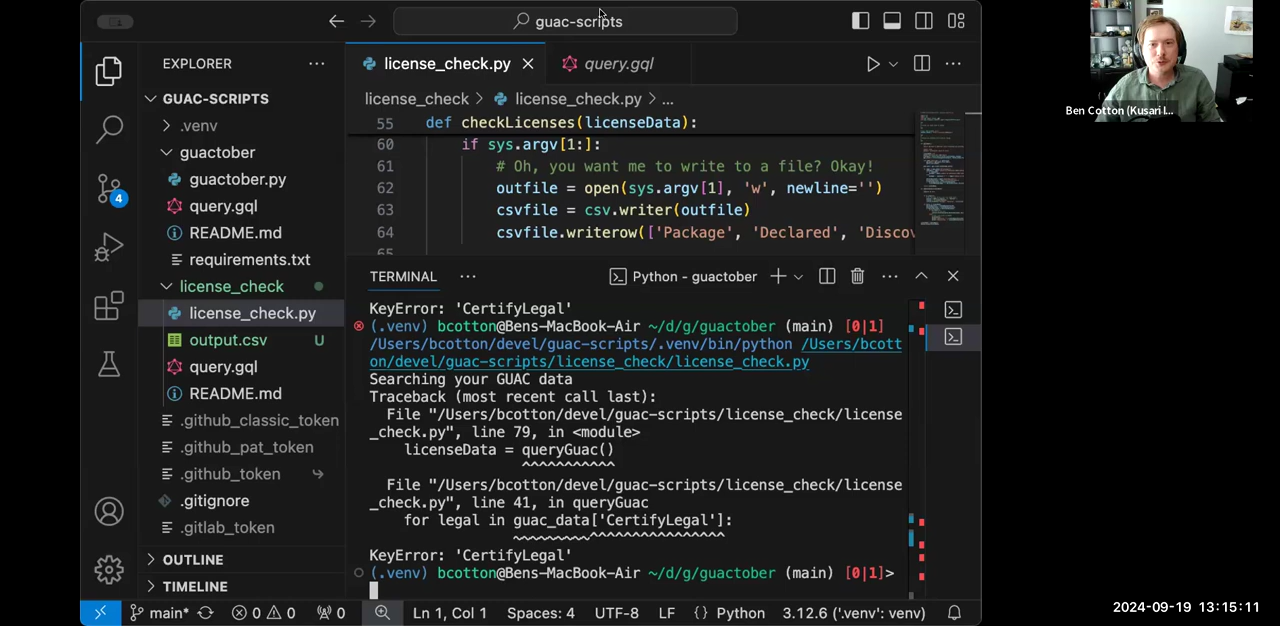 guac-scripts
Ben Cotton (Kusari I...
EXPLORER
GUAC-SCRIPTS
.venv
guactober
guactober.py
query.gql
README.md
requirements.txt
license_check
license_check.py
output.csv U
query.gql
README.md
.github_classic_token
.github_pat_token
.github_token
.gitignore
.gitlab_token
OUTLINE
TIMELINE
4
license_check.py
query.gql
license_check > license_check.py > ...
55 def checkLicenses(licenseData):
60 if sys.argv[1:]:
61 # Oh, you want me to write to a file? Okay!
62 outfile = open(sys.argv[1], 'w', newline='')
63 csvfile = csv.writer(outfile)
64 csvfile.writerow(['Package', 'Declared', 'Disco
65
TERMINAL
Python - guactober
KeyError: 'CertifyLegal'
(.venv) bcotton@Bens-MacBook-Air ~/d/g/guactober (main) [0|1]
/Users/bcotton/devel/guac-scripts/.venv/bin/python /Users/bcott
on/devel/guac-scripts/license_check/license_check.py
Searching your GUAC data
Traceback (most recent call last):
File "/Users/bcotton/devel/guac-scripts/license_check/license
_check.py", line 79, in <module>
licenseData = queryGuac()
^^^^^^^^^^^
File "/Users/bcotton/devel/guac-scripts/license_check/license
_check.py", line 41, in queryGuac
for legal in guac_data['CertifyLegal']:
~~~~~~~~~^^^^^^^^^^^^^^^^
KeyError: 'CertifyLegal'
(.venv) bcotton@Bens-MacBook-Air ~/d/g/guactober (main) [0|1]>
main* 0 0 0 Ln 1, Col 1 Spaces: 4 UTF-8 LF {} Python 3.12.6 ('.venv': venv)
2024-09-19 13:15:11